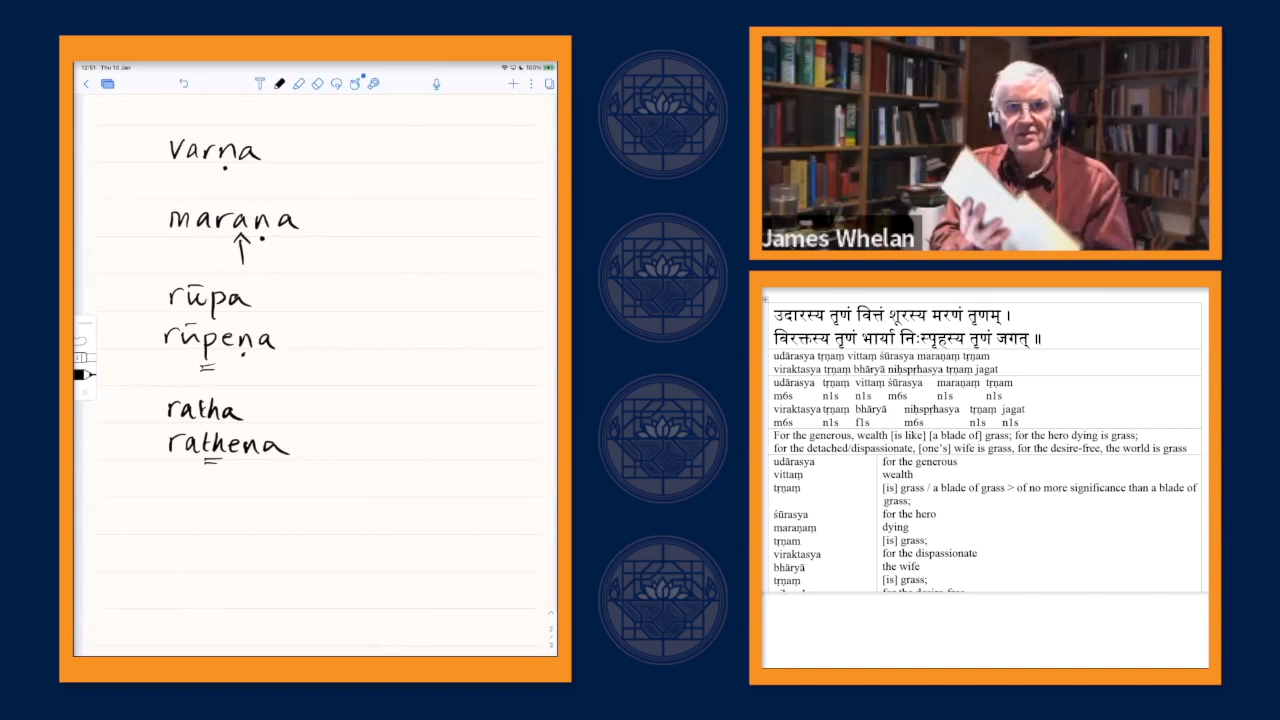 12:51 Thu 13 Jan
100%
varṇa
maraṇa
rūpa
rūpeṇa
ratha
rathena
2
/
3
James Whelan
उदारस्य तृणं वित्तं शूरस्य मरणं तृणम् ।
विरक्तस्य तृणं भार्या निःस्पृहस्य तृणं जगत् ॥
udārasya tṛṇaṃ vittaṃ śūrasya maraṇaṃ tṛṇam
viraktasya tṛṇaṃ bhāryā niḥspṛhasya tṛṇaṃ jagat
udārasya tṛṇaṃ vittaṃ śūrasya maraṇaṃ tṛṇam
m6s n1s n1s m6s n1s n1s
viraktasya tṛṇaṃ bhāryā niḥspṛhasya tṛṇaṃ jagat
m6s n1s f1s m6s n1s n1s
For the generous, wealth [is like] [a blade of] grass; for the hero dying is grass;
for the detached/dispassionate, [one's] wife is grass, for the desire-free, the world is grass
udārasya for the generous
vittaṃ wealth
tṛṇaṃ [is] grass / a blade of grass > of no more significance than a blade of
grass;
śūrasya for the hero
maraṇaṃ dying
tṛṇam [is] grass;
viraktasya for the dispassionate
bhāryā the wife
tṛṇaṃ [is] grass;